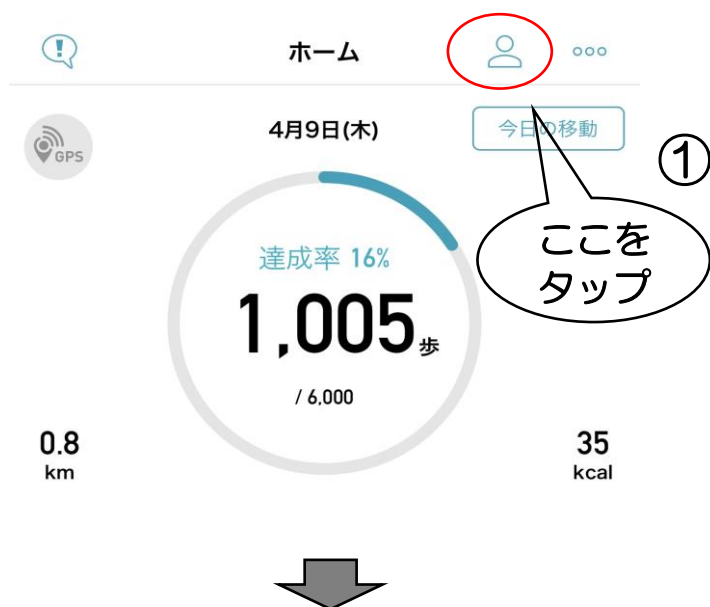 ホーム
GPS
4月9日(木)
今日の移動
①
ここを
タップ
達成率 16%
1,005歩
/ 6,000
0.8
km
35
kcal